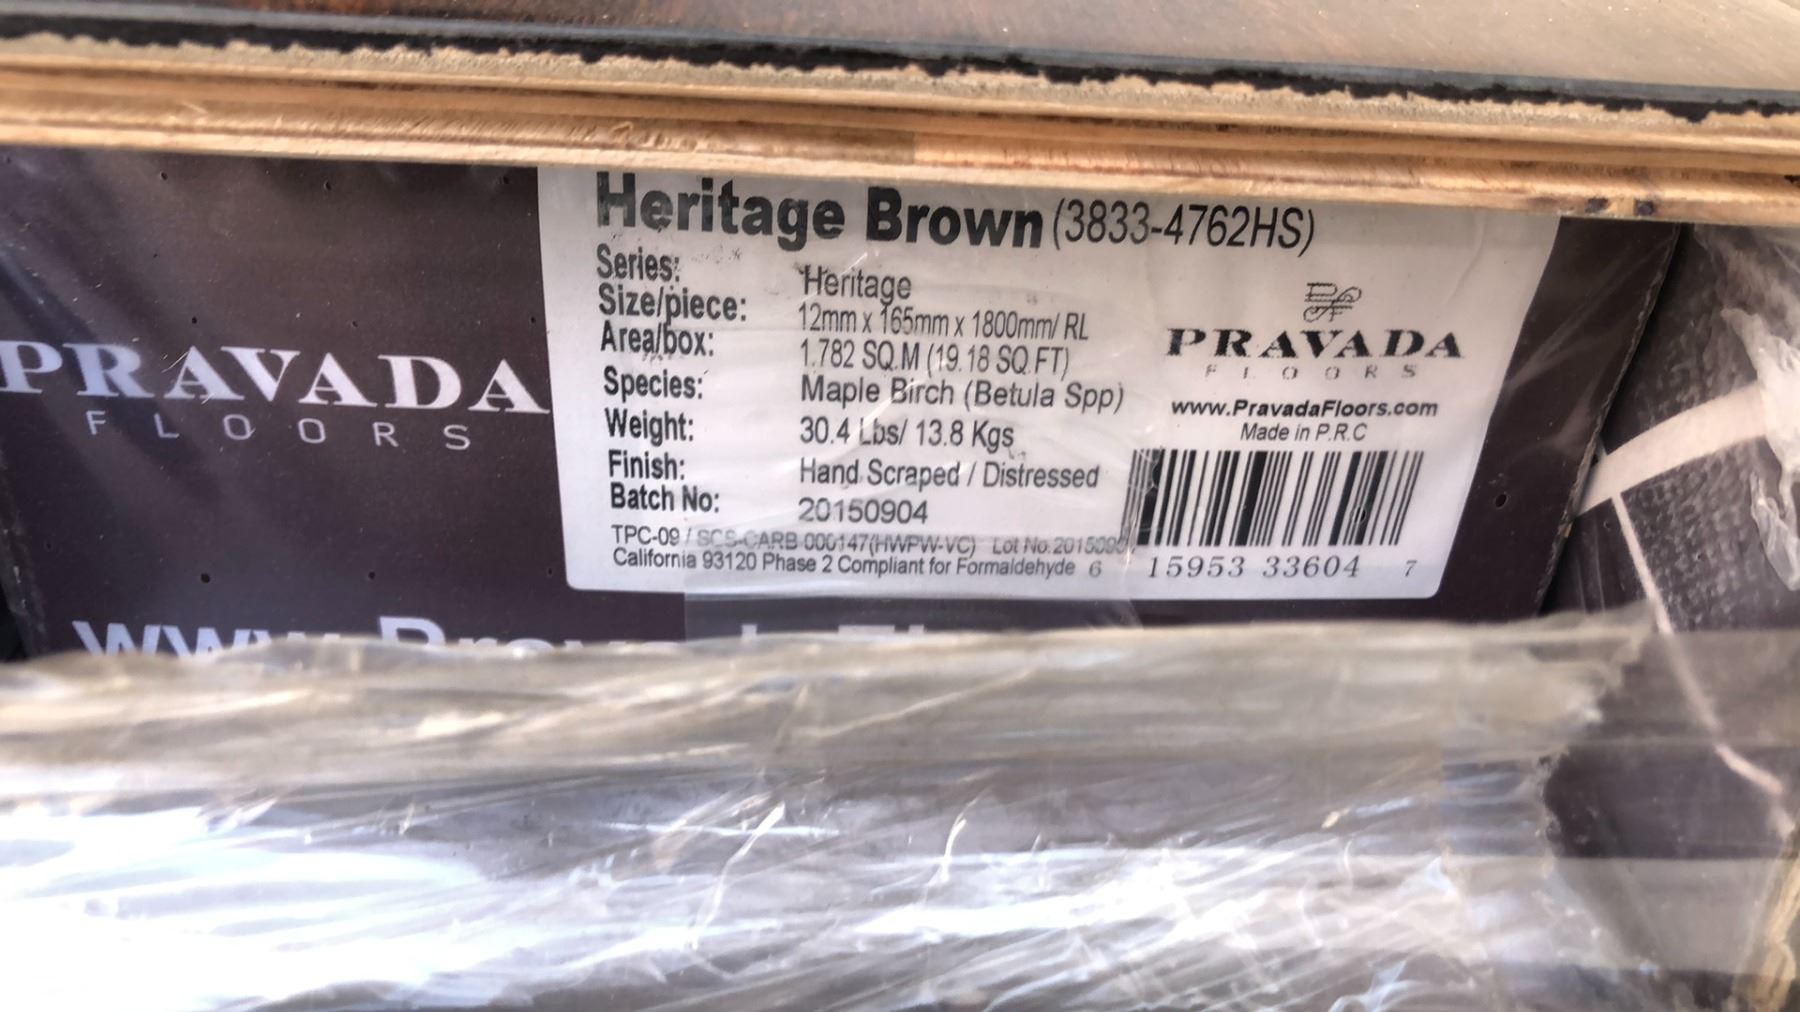 Heritage Brown (3833-4762HS)
Series: Heritage
Size/piece: 12mm x 165mm x 1800mm/ RL
Area/box: 1.782 SQ.M (19.18 SQ.FT)
Species: Maple Birch (Betula Spp)
Weight: 30.4 Lbs/ 13.8 Kgs
Finish: Hand Scraped / Distressed
Batch No: 20150904
TPC-09 / SCS-CARB 000147(HWPW-VC) Lot No.
California 93120 Phase 2 Compliant for Formaldehyde
PRAVADA
FLOORS
www.PravadaFloors.com
Made in P.R.C
6 15953 33604 7
PRAVADA
FLOORS